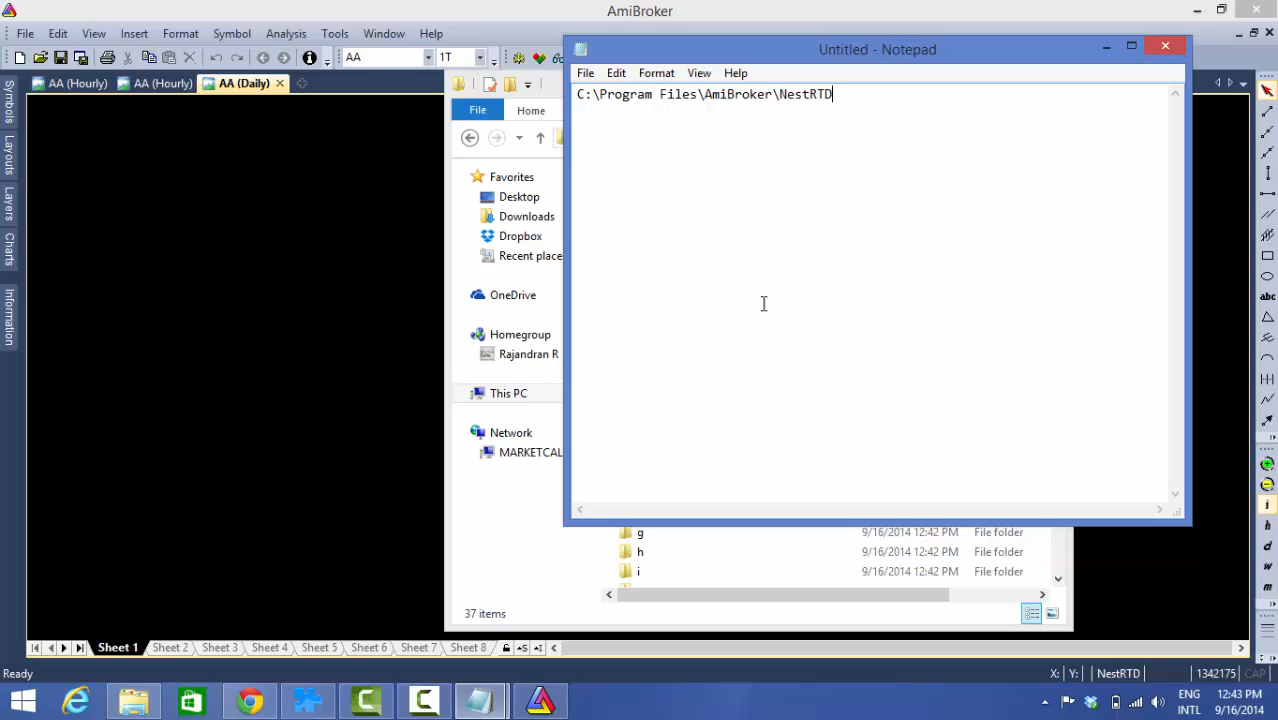 AmiBroker
File Edit View Insert Format Symbol Analysis Tools Window Help
AA 1T
AA (Hourly) AA (Hourly) AA (Daily)
Symbols
Layouts
Layers
Charts
Information
Untitled - Notepad
File Edit Format View Help
C:\Program Files\AmiBroker\NestRTD
File Home
Favorites
Desktop
Downloads
Dropbox
Recent place
OneDrive
Homegroup
Rajandran R
This PC
Network
MARKETCAL
g 9/16/2014 12:42 PM File folder
h 9/16/2014 12:42 PM File folder
i 9/16/2014 12:42 PM File folder
37 items
abc
i
h
d
w
m
Sheet 1 Sheet 2 Sheet 3 Sheet 4 Sheet 5 Sheet 6 Sheet 7 Sheet 8
Ready X: Y: NestRTD 1342175 CAP
ENG 12:43 PM
INTL 9/16/2014